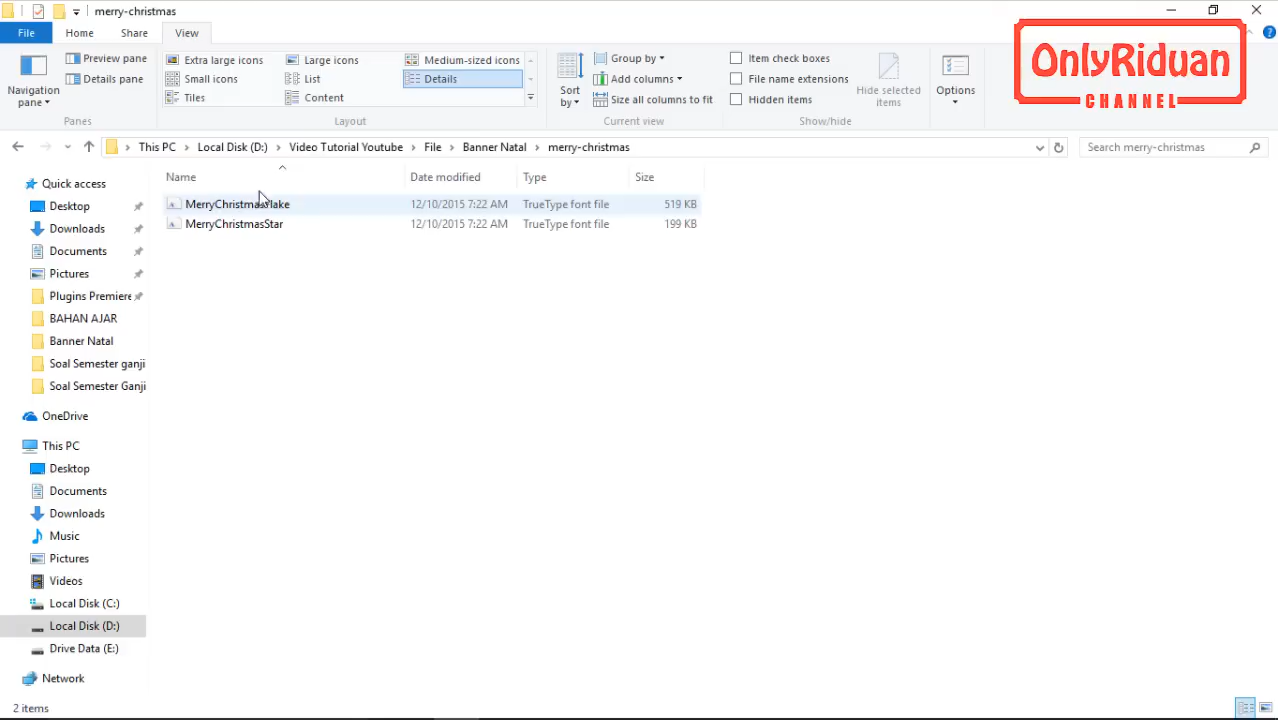 merry-christmas
File Home Share View
Preview pane
Details pane
Navigation pane
Panes
Extra large icons Large icons Medium-sized icons
Small icons List Details
Tiles Content
Layout
Sort by
Group by
Add columns
Size all columns to fit
Current view
Item check boxes
File name extensions
Hidden items
Hide selected items
Show/hide
Options
OnlyRiduan
CHANNEL
This PC Local Disk (D:) Video Tutorial Youtube File Banner Natal merry-christmas
Search merry-christmas
Name Date modified Type Size
MerryChristmasFlake 12/10/2015 7:22 AM TrueType font file 519 KB
MerryChristmasStar 12/10/2015 7:22 AM TrueType font file 199 KB
Quick access
Desktop
Downloads
Documents
Pictures
Plugins Premiere
BAHAN AJAR
Banner Natal
Soal Semester ganji
Soal Semester Ganji
OneDrive
This PC
Desktop
Documents
Downloads
Music
Pictures
Videos
Local Disk (C:)
Local Disk (D:)
Drive Data (E:)
Network
2 items